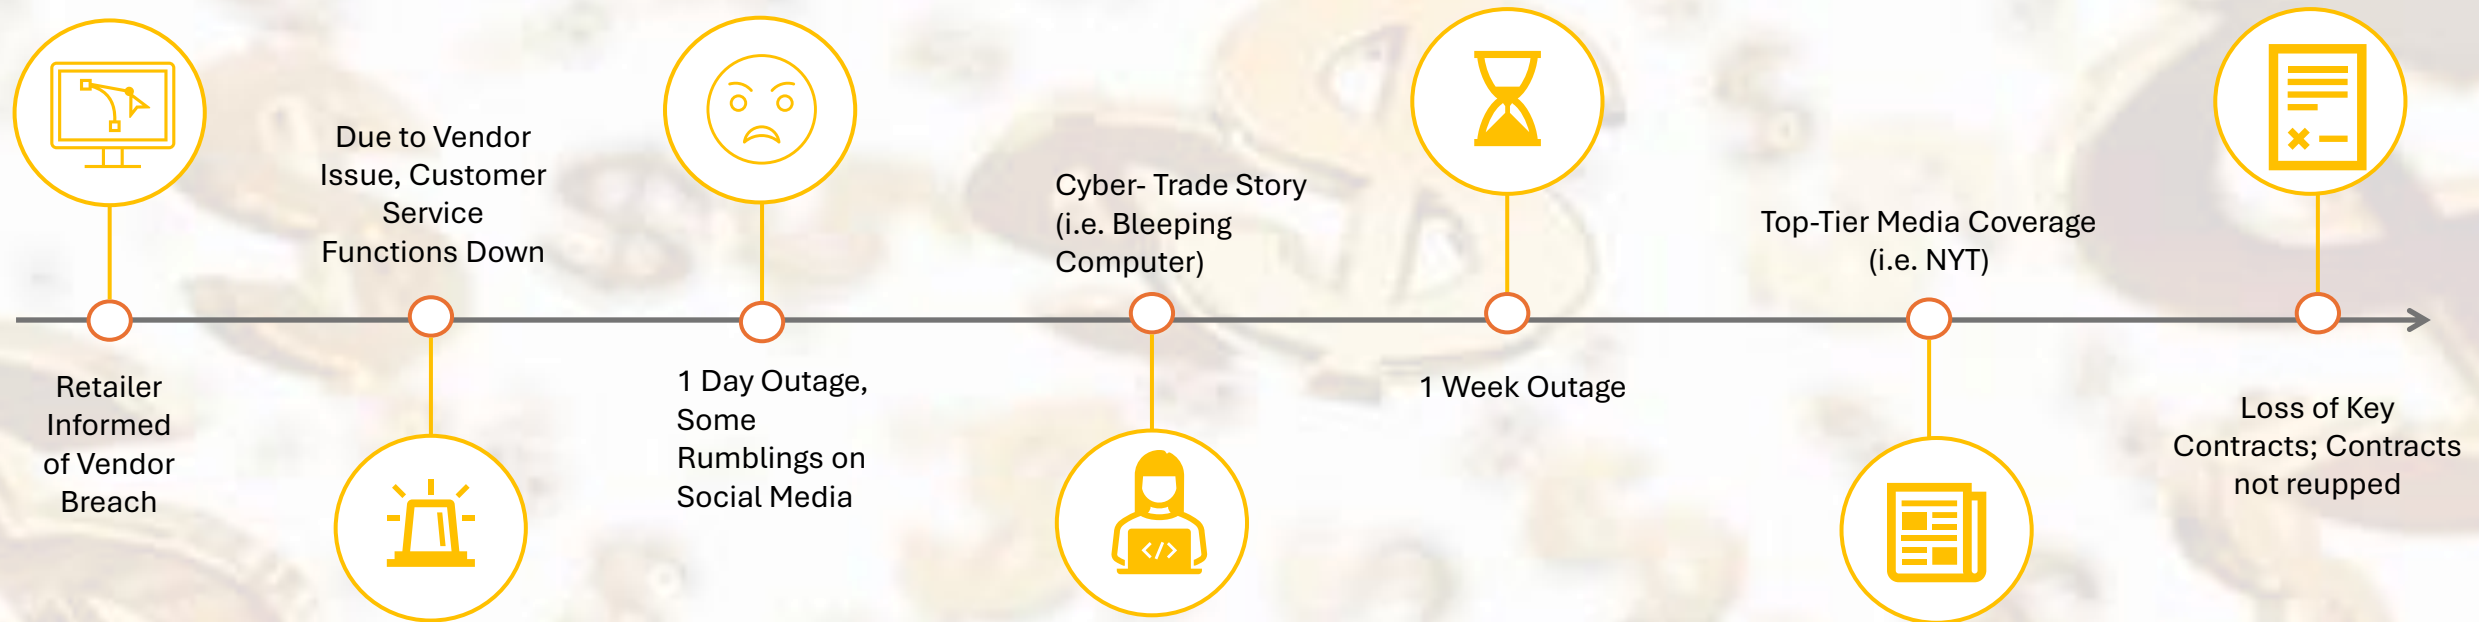 Retailer
Informed
of Vendor
Breach
Due to Vendor
Issue, Customer
Service
Functions Down
1 Day Outage,
Some
Rumblings on
Social Media
Cyber- Trade Story
(i.e. Bleeping
Computer)
</>
1 Week Outage
Top-Tier Media Coverage
(i.e. NYT)
Loss of Key
Contracts; Contracts
not reupped